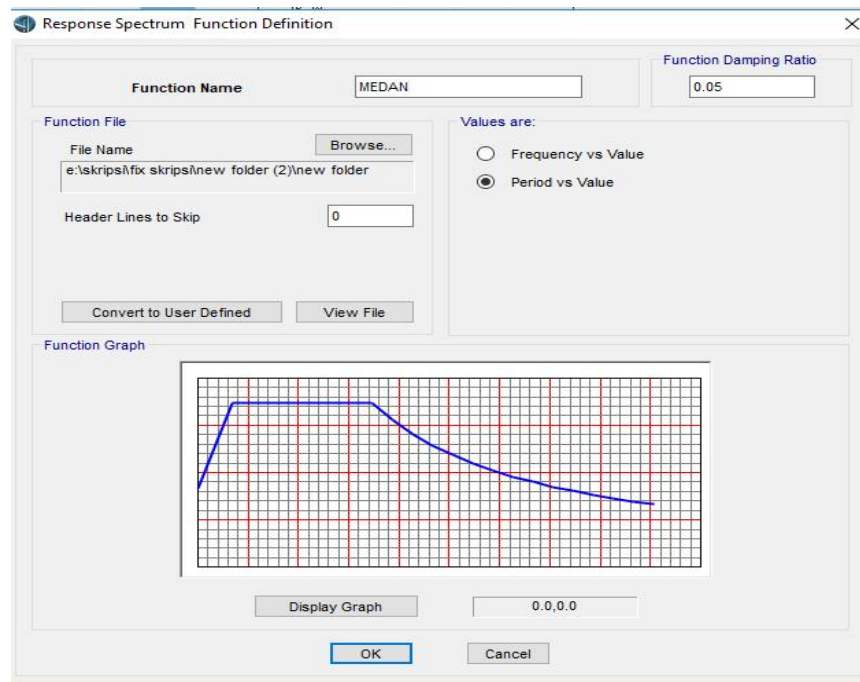 Response Spectrum Function Definition
Function Damping Ratio
Function Name
MEDAN
0.05
Function File
Values are:
File Name
Browse...
Frequency vs Value
e:\skripsi\fix skripsi\new folder (2)\new folder
Period vs Value
Header Lines to Skip
0
Convert to User Defined
View File
Function Graph
Display Graph
0.0,0.0
OK
Cancel